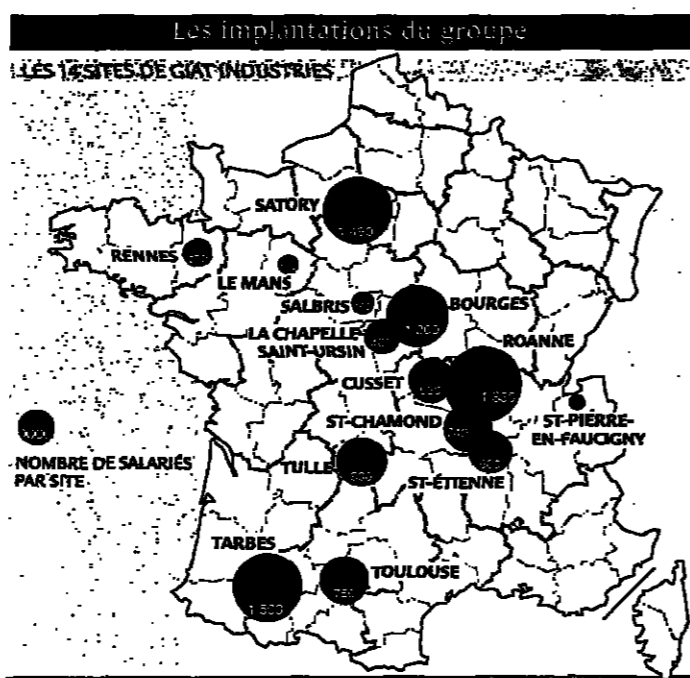 Les implantations du groupe
LES 14 SITES DE GIAT INDUSTRIES
SATORY
RENNES
LE MANS
SALBRIS
BOURGES
LA CHAPELLE
SAINT-URSIN
ROANNE
CUSSET
ST-CHAMOND
ST-PIERRE-
EN-FAUCIGNY
NOMBRE DE SALARIÉS
PAR SITE
TULLE
ST-ÉTIENNE
TARBES
TOULOUSE
750